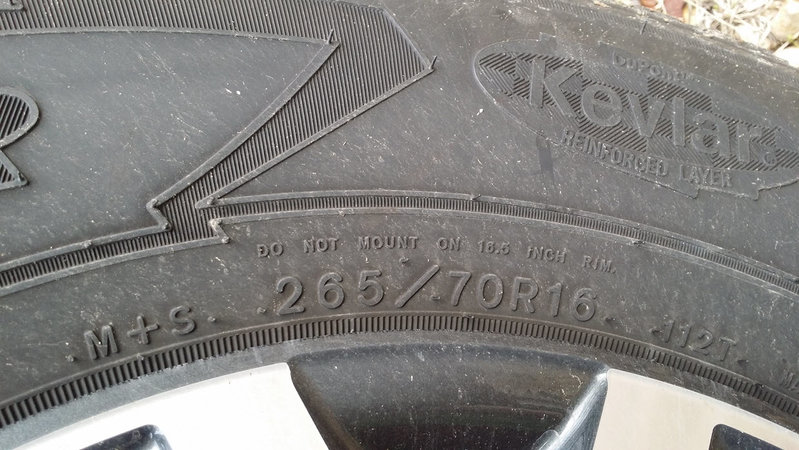 DUPONT
Kevlar
REINFORCED LAYER
DO NOT MOUNT ON 16.5 INCH RIM.
M+S 265/70R16 112T